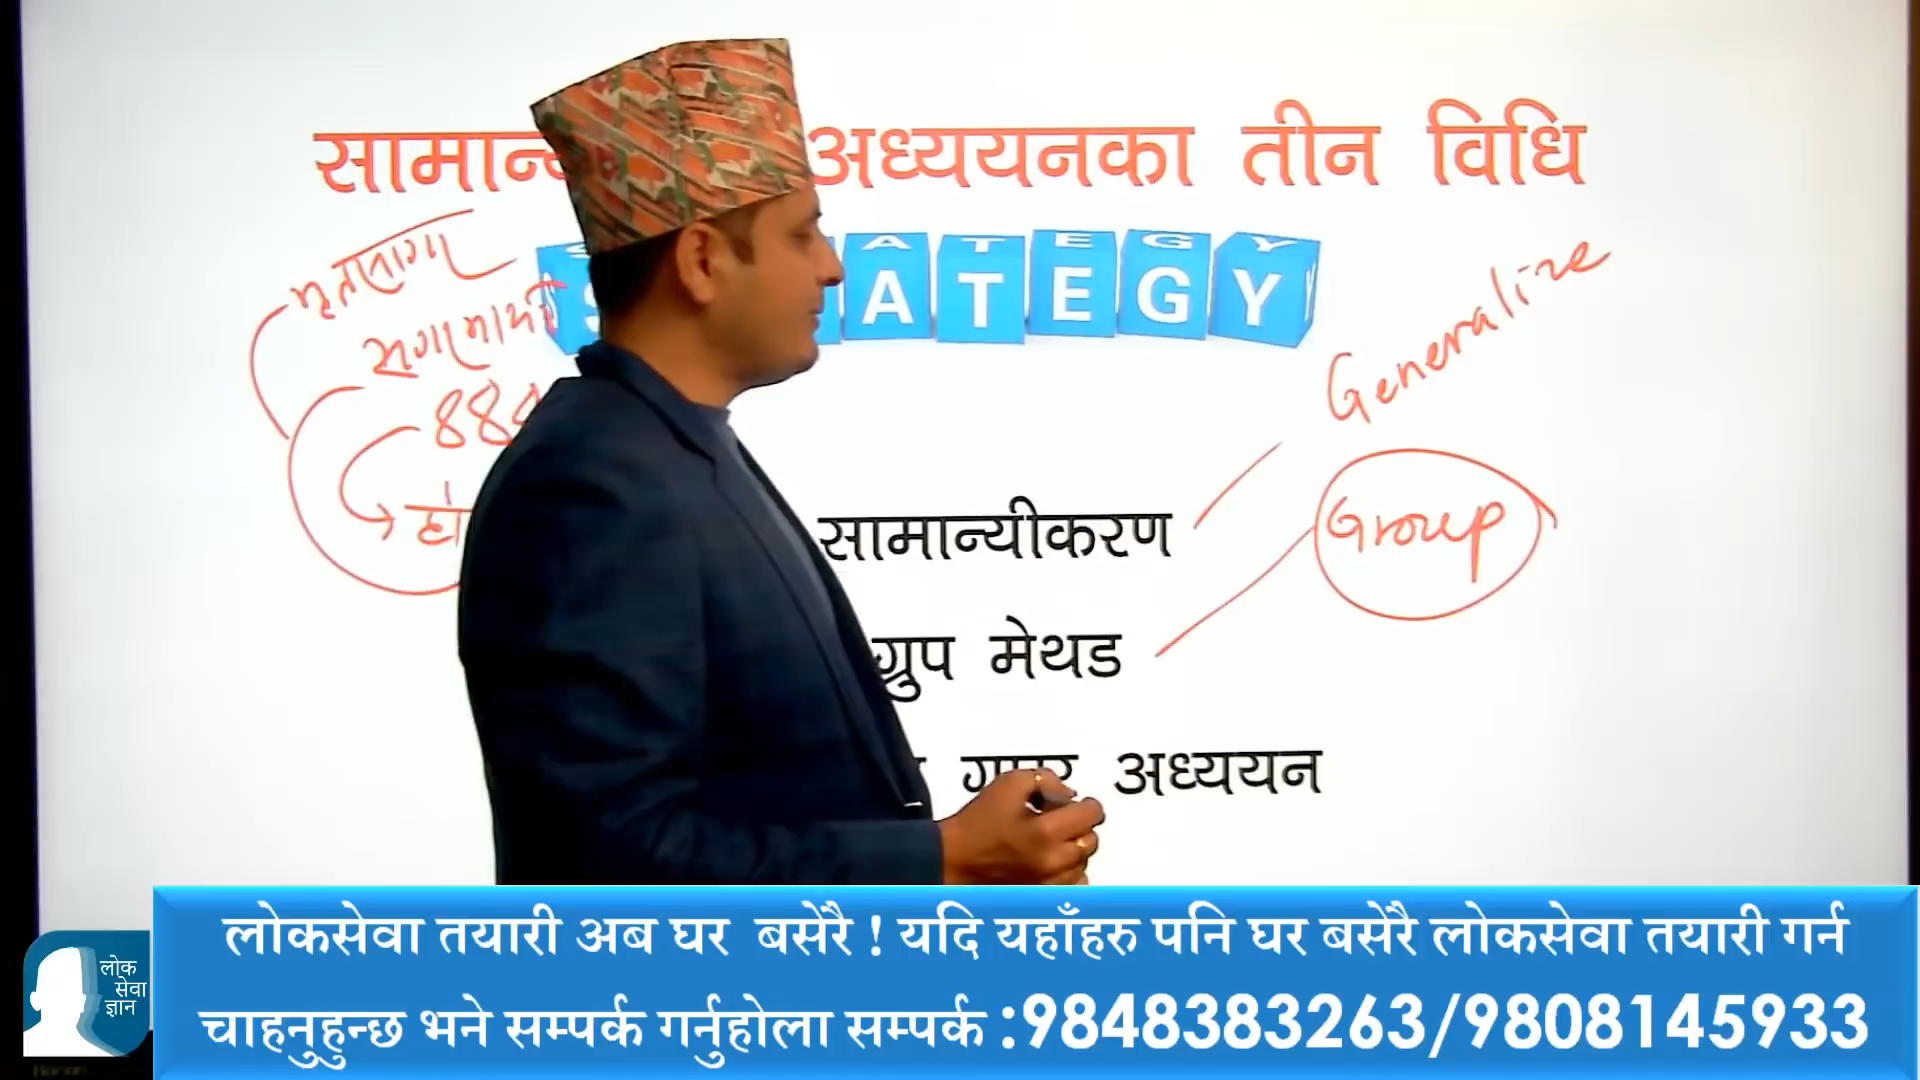 अध्ययनका तीन विधि
A T E G Y
ATEGY
Generalize
सगरमाथा
सामान्यीकरण
Group
ग्रुप मेथड
अध्ययन
लोकसेवा तयारी अब घर बसेरै ! यदि यहाँहरु पनि घर बसेरै लोकसेवा तयारी गर्न
चाहनुहुन्छ भने सम्पर्क गर्नुहोला सम्पर्क :9848383263/9808145933
लोक
सेवा
ज्ञान